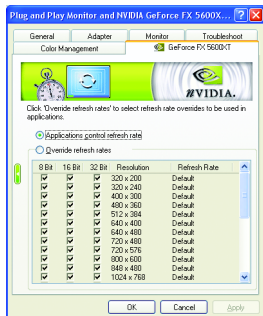 Plug and Play Monitor and NVIDIA GeForce FX 5600X...
General Adapter Monitor Troubleshoot
Color Management GeForce FX 5600XT
nVIDIA.
Click 'Override refresh rates' to select refresh rate overrides to be used in
applications.
Applications control refresh rate
Override refresh rates
8 Bit 16 Bit 32 Bit Resolution Refresh Rate
320 x 200 Default
320 x 240 Default
400 x 300 Default
480 x 360 Default
512 x 384 Default
640 x 400 Default
640 x 480 Default
720 x 480 Default
720 x 576 Default
800 x 600 Default
848 x 480 Default
1024 x 768 Default
OK Cancel Apply